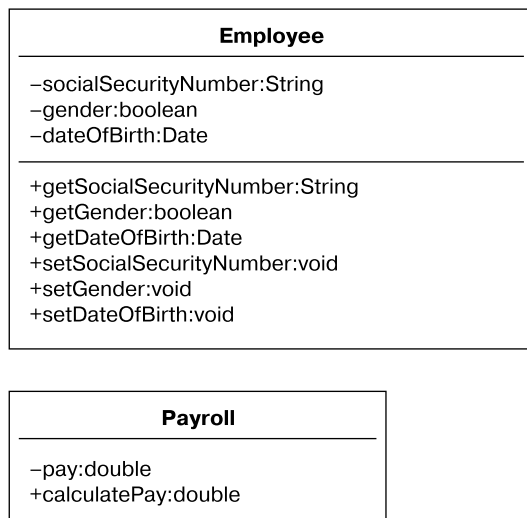 Employee
–socialSecurityNumber:String
–gender:boolean
–dateOfBirth:Date
+getSocialSecurityNumber:String
+getGender:boolean
+getDateOfBirth:Date
+setSocialSecurityNumber:void
+setGender:void
+setDateOfBirth:void
Payroll
–pay:double
+calculatePay:double